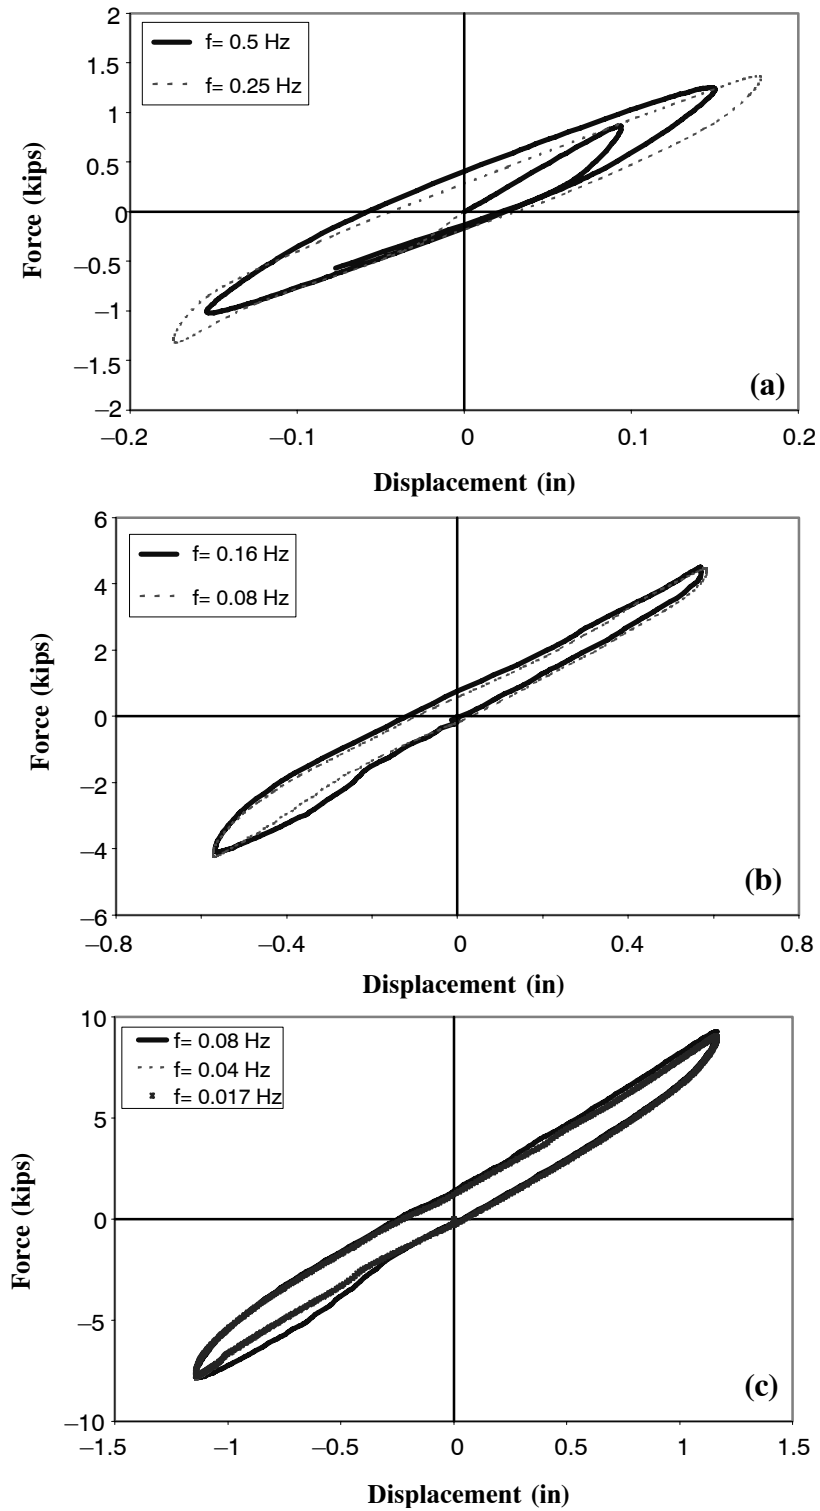 2
f= 0.5 Hz
1.5
f= 0.25 Hz
1
0.5
0
−0.5
−1
−1.5
(a)
−2
−0.2
−0.1
0
0.1
0.2
Force (kips)
Displacement (in)
6
f= 0.16 Hz
4
f= 0.08 Hz
2
0
−2
−4
(b)
−6
−0.8
−0.4
0
0.4
0.8
Force (kips)
Displacement (in)
10
f= 0.08 Hz
f= 0.04 Hz
f= 0.017 Hz
5
0
−5
(c)
−10
−1.5
−1
−0.5
0
0.5
1
1.5
Force (kips)
Displacement (in)